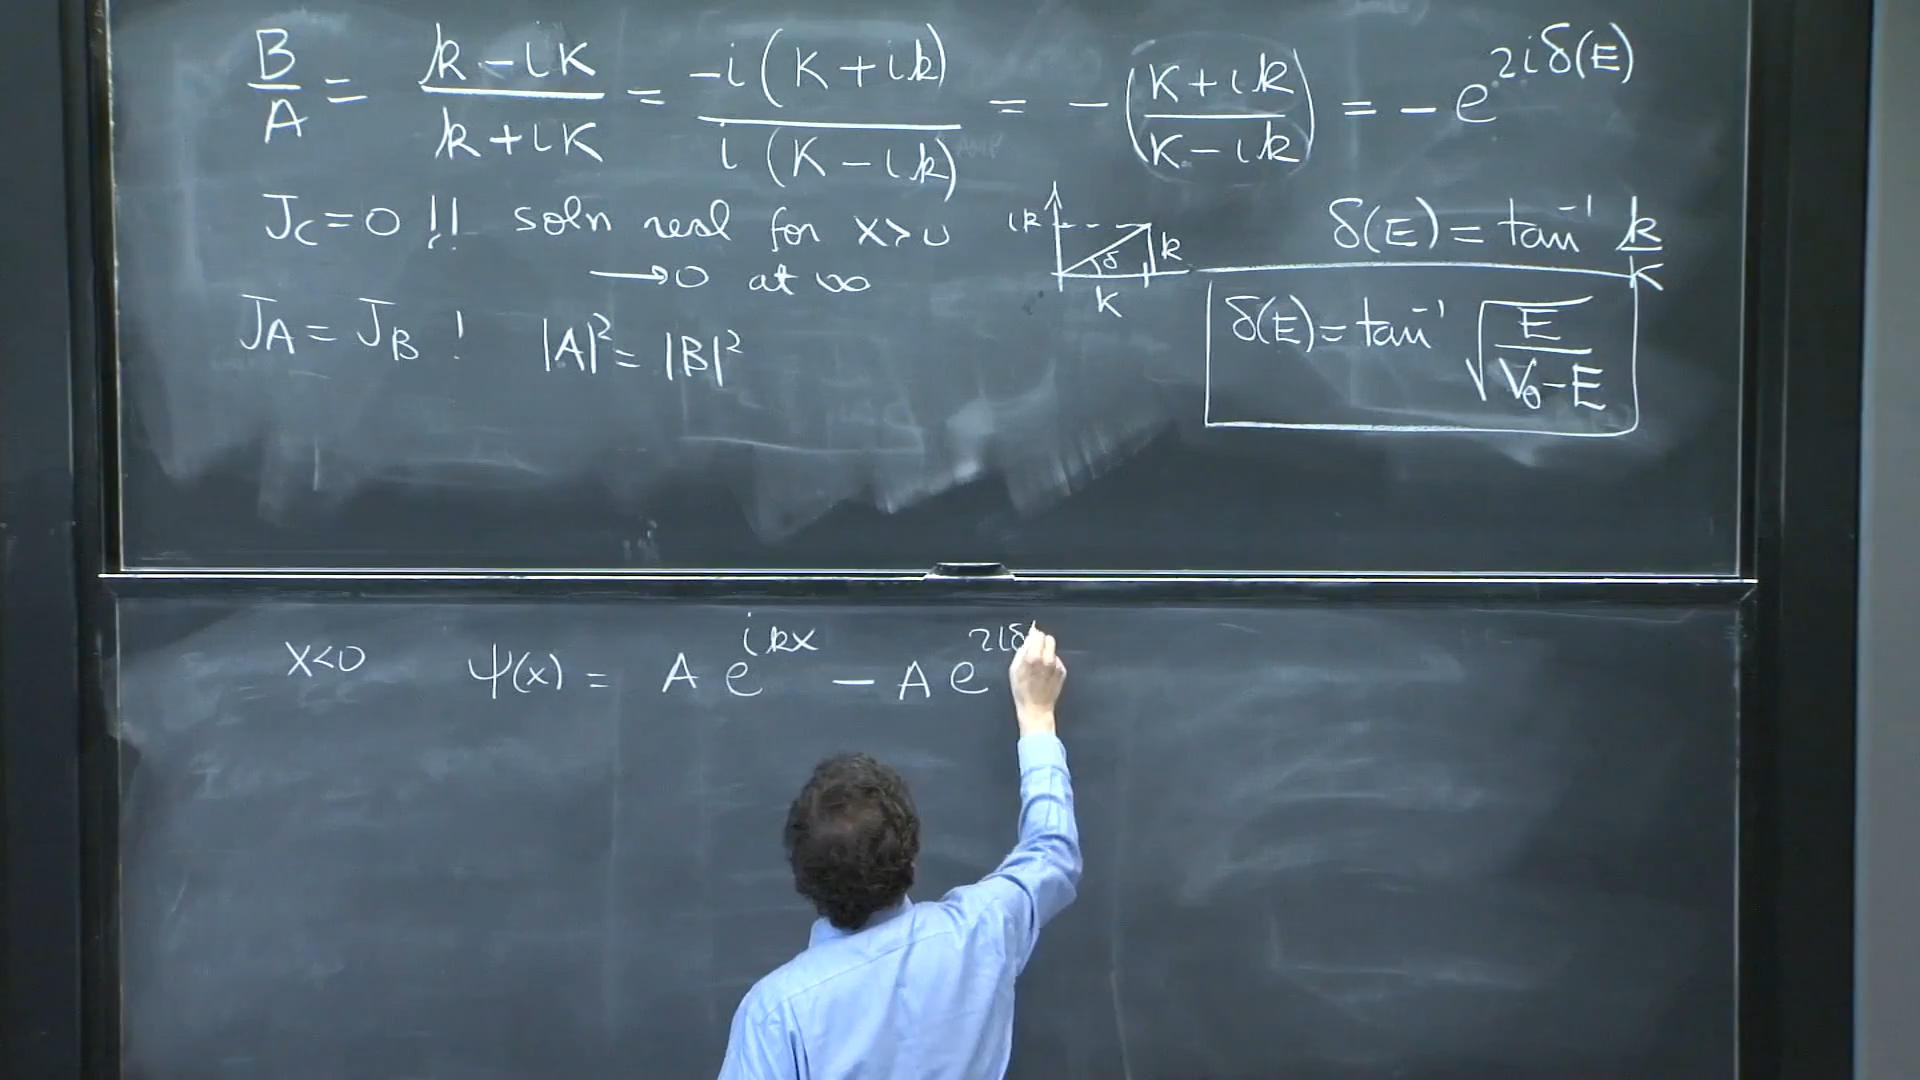 B/A = (k - iK)/(k + iK) = -i(K + ik)/i(K - ik) = -((K + ik)/(K - ik)) = -e^{2iδ(E)}
J_C = 0 !! soln real for x>0
→ 0 at ∞
ik δ k K
δ(E) = tan⁻¹ k/K
J_A = J_B ! |A|² = |B|²
δ(E) = tan⁻¹ √(E/(V₀-E))
x<0 ψ(x) = A e^{ikx} - A e^{2iδ